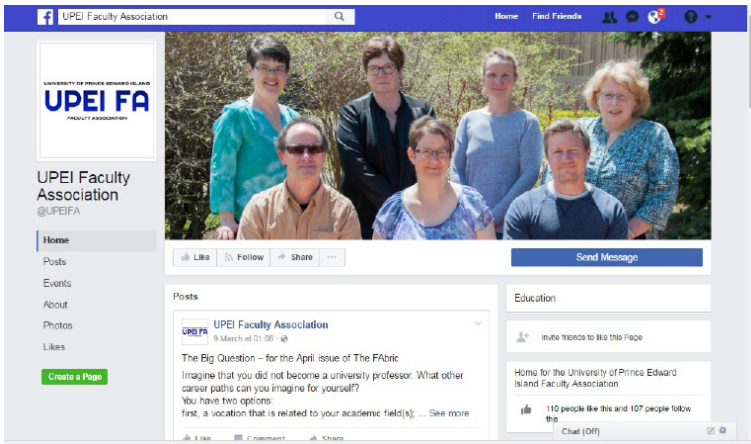 UPEI Faculty Association
Home Find Friends 2
UNIVERSITY OF PRINCE EDWARD ISLAND
UPEI FA
FACULTY ASSOCIATION
UPEI Faculty
Association
@UPEIFA
Home
Posts
Events
About
Photos
Likes
Create a Page
Like Follow Share ...
Send Message
Posts
UPEI FA
UPEI Faculty Association
9 March at 01:06 ·
The Big Question – for the April issue of The FAbric
Imagine that you did not become a university professor. What other
career paths can you imagine for yourself?
You have two options:
first, a vocation that is related to your academic field(s); ... See more
Like Comment Share
Education
Invite friends to like this Page
Home for the University of Prince Edward
Island Faculty Association
110 people like this and 107 people follow
this
Chat (Off)